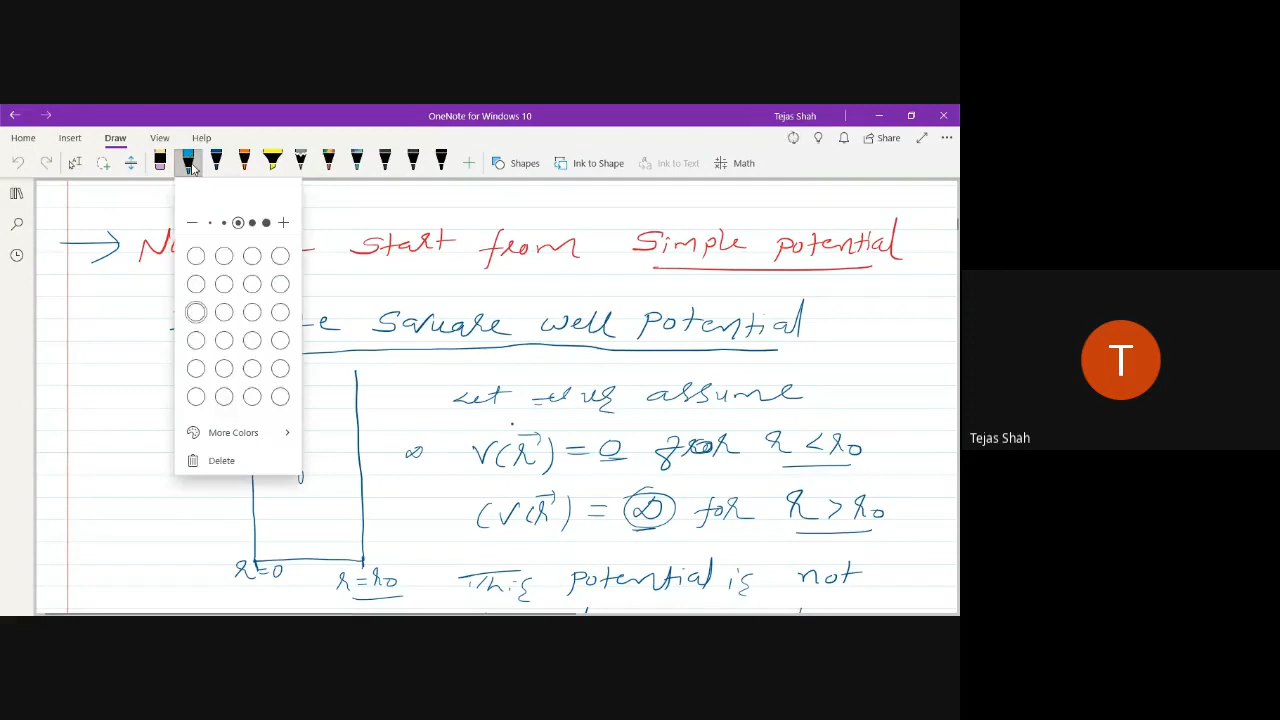 OneNote for Windows 10
Tejas Shah
Home Insert Draw View Help
Share
Shapes Ink to Shape Ink to Text Math
→ start from Simple potential
Square well potential
Let us assume
∞ V(r⃗) = 0 for r < r₀
(V(r⃗) = ∞ for r > r₀
0
r=0
r=r₀
This potential is not
More Colors
Delete
T
Tejas Shah